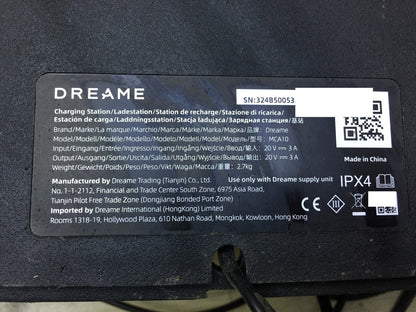 DREAME
SN:324B50053
Charging Station/Ladestation/Station de recharge/Stazione di ricarica/
Estación de carga/Laddningsstation/Stacja ładująca/Зарядная станция/基站
Brand/Marke/La marque/Marchio/Marca/Märke/Marka/Марка/品牌: Dreame
Model/Modell/Modèle/Modello/Modelo/Modell/Model/Модель/型号: MCA10
Input/Eingang/Entrée/Ingresso/Ingång/Wejście/Ввод/输入: 20 V⎓ 3 A
Output/Ausgang/Sortie/Uscita/Salida/Utgång/Wyjście/Вывод/输出: 20 V⎓ 3 A
Weight/Gewicht/Poids/Peso/Peso/Vikt/Waga/Масса/重量: 2.7kg
Made in China
Manufactured by Dreame Trading (Tianjin) Co., Ltd.
Use only with Dreame supply unit
No.1-1-2112, Financial and Trade Center South Zone, 6975 Asia Road,
Tianjin Pilot Free Trade Zone (Dongjiang Bonded Port Zone)
IPX4
Imported by Dreame International (Hongkong) Limited
Rooms 1318-19, Hollywood Plaza, 610 Nathan Road, Mongkok, Kowloon, Hong Kong
CE